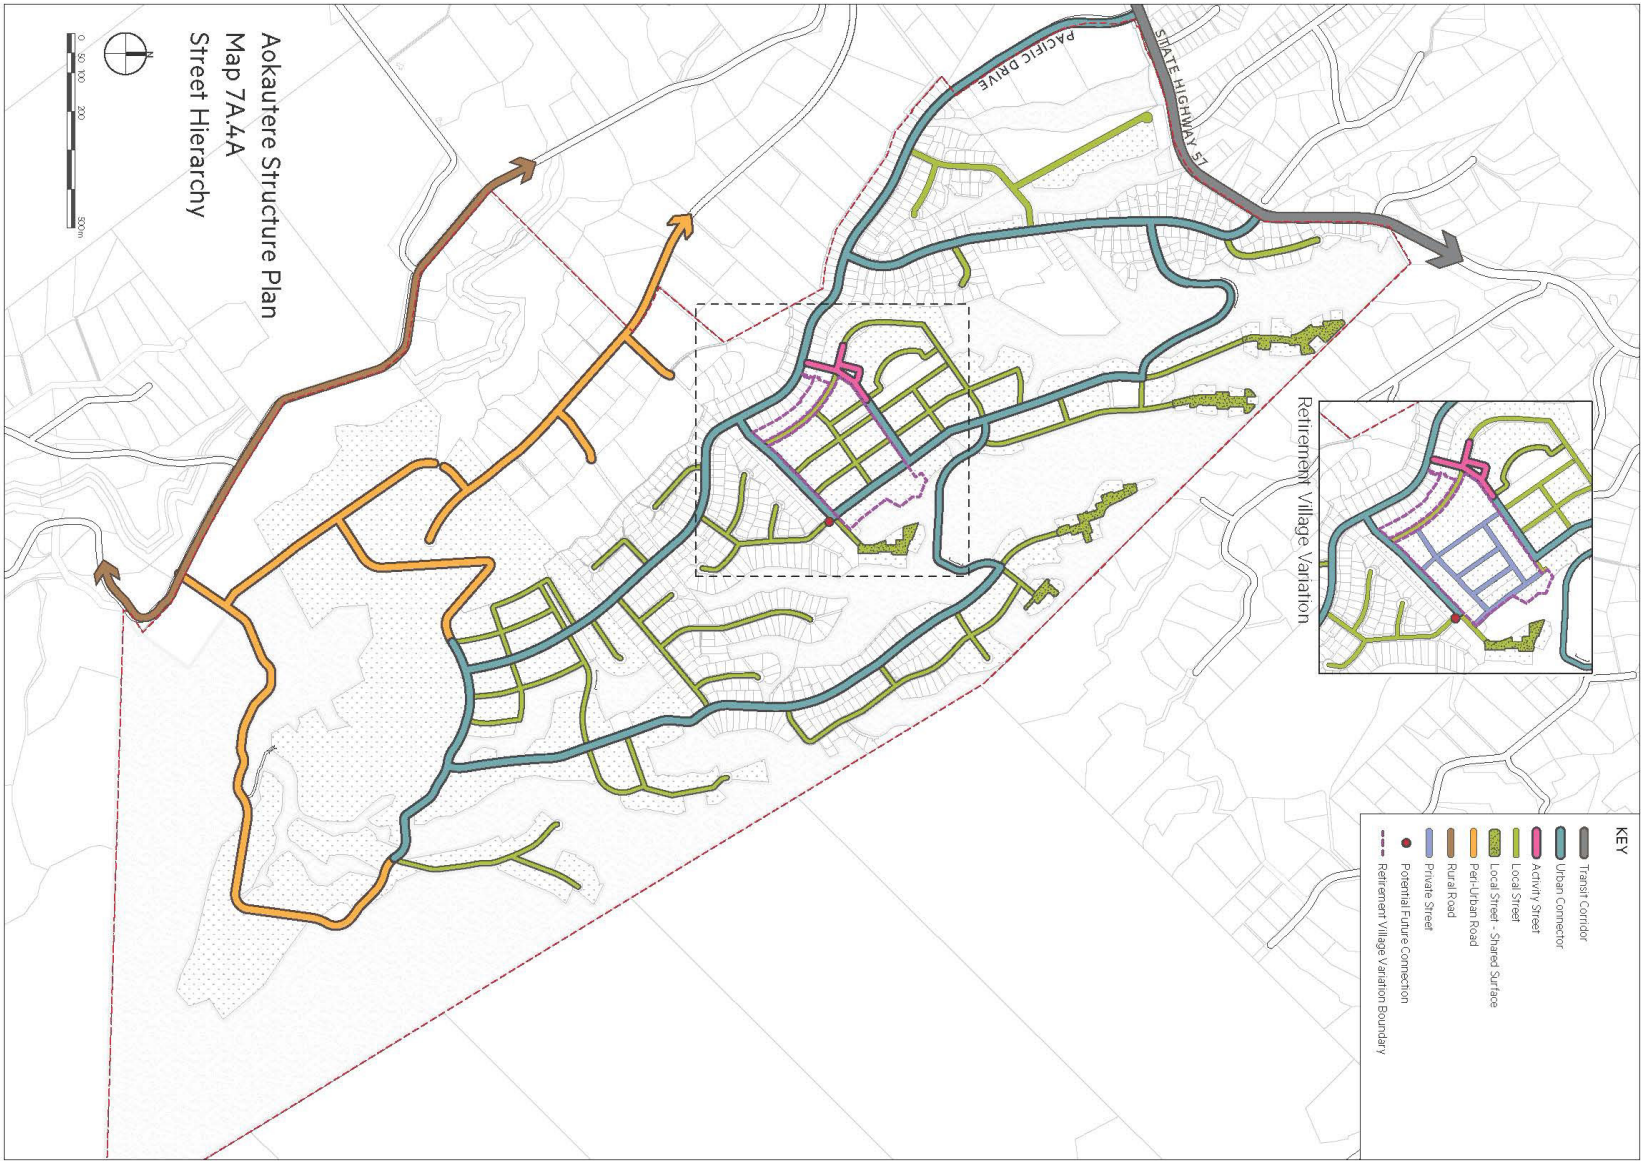 Aokautere Structure Plan
Map 7A.4A
Street Hierarchy
N
0 50 100 200 500m
PACIFIC DRIVE
STATE HIGHWAY 57
Retirement Village Variation
KEY
Transit Corridor
Urban Connector
Activity Street
Local Street
Local Street - Shared Surface
Peri-Urban Road
Rural Road
Private Street
Potential Future Connection
Retirement Village Variation Boundary